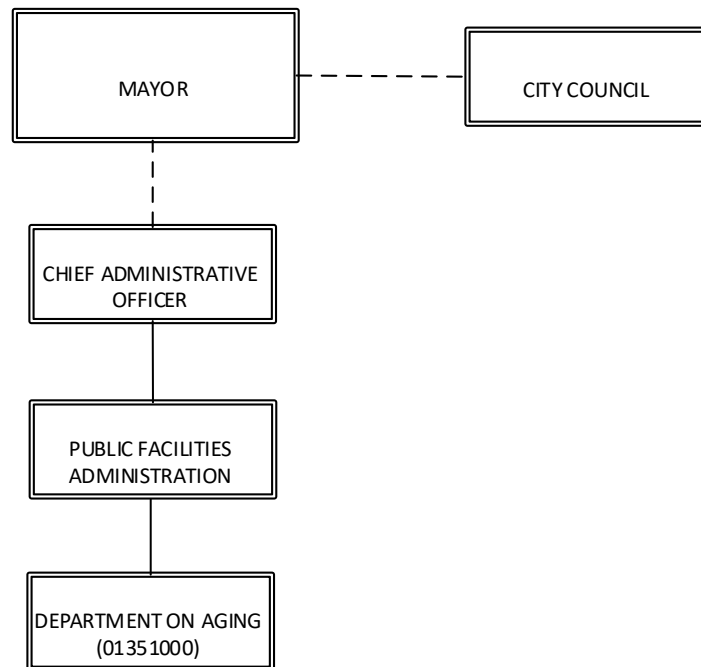 MAYOR
CITY COUNCIL
CHIEF ADMINISTRATIVE
OFFICER
PUBLIC FACILITIES
ADMINISTRATION
DEPARTMENT ON AGING
(01351000)